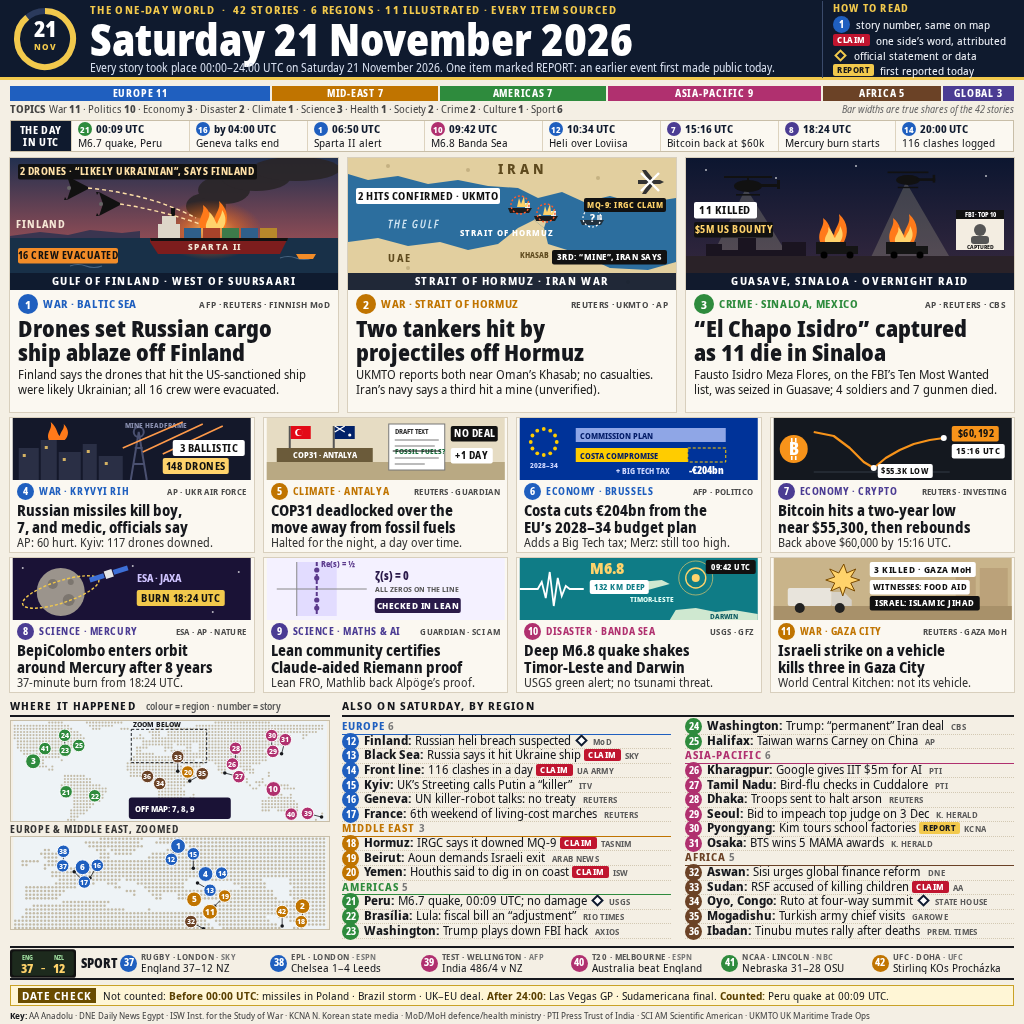 21
NOV
THE ONE-DAY WORLD · 42 STORIES · 6 REGIONS · 11 ILLUSTRATED · EVERY ITEM SOURCED
Saturday 21 November 2026
Every story took place 00:00–24:00 UTC on Saturday 21 November 2026. One item marked REPORT: an earlier event first made public today.
HOW TO READ
1 story number, same on map
CLAIM one side's word, attributed
official statement or data
REPORT first reported today
EUROPE 11
MID-EAST 7
AMERICAS 7
ASIA-PACIFIC 9
AFRICA 5
GLOBAL 3
TOPICS War 11 · Politics 10 · Economy 3 · Disaster 2 · Climate 1 · Science 3 · Health 1 · Society 2 · Crime 2 · Culture 1 · Sport 6
Bar widths are true shares of the 42 stories
THE DAY
IN UTC
21 00:09 UTC
M6.7 quake, Peru
16 by 04:00 UTC
Geneva talks end
1 06:50 UTC
Sparta II alert
10 09:42 UTC
M6.8 Banda Sea
12 10:34 UTC
Heli over Loviisa
7 15:16 UTC
Bitcoin back at $60k
8 18:24 UTC
Mercury burn starts
14 20:00 UTC
116 clashes logged
2 DRONES · “LIKELY UKRAINIAN”, SAYS FINLAND
FINLAND
SPARTA II
16 CREW EVACUATED
GULF OF FINLAND · WEST OF SUURSAARI
1 WAR · BALTIC SEA
AFP · REUTERS · FINNISH MoD
Drones set Russian cargo
ship ablaze off Finland
Finland says the drones that hit the US-sanctioned ship
were likely Ukrainian; all 16 crew were evacuated.
IRAN
2 HITS CONFIRMED · UKMTO
MQ-9: IRGC CLAIM
THE GULF
?
STRAIT OF HORMUZ
UAE
KHASAB
3RD: “MINE”, IRAN SAYS
STRAIT OF HORMUZ · IRAN WAR
2 WAR · STRAIT OF HORMUZ
REUTERS · UKMTO · AP
Two tankers hit by
projectiles off Hormuz
UKMTO reports both near Oman's Khasab; no casualties.
Iran's navy says a third hit a mine (unverified).
11 KILLED
$5M US BOUNTY
FBI · TOP 10
CAPTURED
GUASAVE, SINALOA · OVERNIGHT RAID
3 CRIME · SINALOA, MEXICO
AP · REUTERS · CBS
“El Chapo Isidro” captured
as 11 die in Sinaloa
Fausto Isidro Meza Flores, on the FBI's Ten Most Wanted
list, was seized in Guasave; 4 soldiers and 7 gunmen died.
MINE HEADFRAME
3 BALLISTIC
148 DRONES
4 WAR · KRYVYI RIH
AP · UKR AIR FORCE
Russian missiles kill boy,
7, and medic, officials say
AP: 60 hurt. Kyiv: 117 drones downed.
COP31 · ANTALYA
DRAFT TEXT
FOSSIL FUELS?
NO DEAL
+1 DAY
5 CLIMATE · ANTALYA
REUTERS · GUARDIAN
COP31 deadlocked over the
move away from fossil fuels
Halted for the night, a day over time.
2028–34
COMMISSION PLAN
COSTA COMPROMISE
+ BIG TECH TAX
-€204bn
6 ECONOMY · BRUSSELS
AFP · POLITICO
Costa cuts €204bn from the
EU's 2028–34 budget plan
Adds a Big Tech tax; Merz: still too high.
₿
$60,192
15:16 UTC
$55.3K LOW
7 ECONOMY · CRYPTO
REUTERS · INVESTING
Bitcoin hits a two-year low
near $55,300, then rebounds
Back above $60,000 by 15:16 UTC.
ESA · JAXA
BURN 18:24 UTC
8 SCIENCE · MERCURY
ESA · AP · NATURE
BepiColombo enters orbit
around Mercury after 8 years
37-minute burn from 18:24 UTC.
Re(s) = ½
ζ(s) = 0
ALL ZEROS ON THE LINE
CHECKED IN LEAN
9 SCIENCE · MATHS & AI
GUARDIAN · SCI AM
Lean community certifies
Claude-aided Riemann proof
Lean FRO, Mathlib back Alpöge's proof.
M6.8
132 KM DEEP
TIMOR-LESTE
09:42 UTC
DARWIN
10 DISASTER · BANDA SEA
USGS · GFZ
Deep M6.8 quake shakes
Timor-Leste and Darwin
USGS green alert; no tsunami threat.
3 KILLED · GAZA MoH
WITNESSES: FOOD AID
ISRAEL: ISLAMIC JIHAD
11 WAR · GAZA CITY
REUTERS · GAZA MoH
Israeli strike on a vehicle
kills three in Gaza City
World Central Kitchen: not its vehicle.
WHERE IT HAPPENED colour = region · number = story
ZOOM BELOW
24
41 23 25
3
21 22
33
20 35
36
34
28
26
27
30
31
29
10
40 39
OFF MAP: 7, 8, 9
EUROPE & MIDDLE EAST, ZOOMED
38
37 6 16
17
1
12 15
4 14
13
5 19
11
32
42 2
18
ALSO ON SATURDAY, BY REGION
EUROPE 6
12 Finland: Russian heli breach suspected MoD
13 Black Sea: Russia says it hit Ukraine ship CLAIM SKY
14 Front line: 116 clashes in a day CLAIM UA ARMY
15 Kyiv: UK's Streeting calls Putin a “killer” ITV
16 Geneva: UN killer-robot talks: no treaty REUTERS
17 France: 6th weekend of living-cost marches REUTERS
MIDDLE EAST 3
18 Hormuz: IRGC says it downed MQ-9 CLAIM TASNIM
19 Beirut: Aoun demands Israeli exit ARAB NEWS
20 Yemen: Houthis said to dig in on coast CLAIM ISW
AMERICAS 5
21 Peru: M6.7 quake, 00:09 UTC; no damage USGS
22 Brasília: Lula: fiscal bill an “adjustment” RIO TIMES
23 Washington: Trump plays down FBI hack AXIOS
24 Washington: Trump: “permanent” Iran deal CBS
25 Halifax: Taiwan warns Carney on China AP
ASIA-PACIFIC 6
26 Kharagpur: Google gives IIT $5m for AI PTI
27 Tamil Nadu: Bird-flu checks in Cuddalore PTI
28 Dhaka: Troops sent to halt arson REUTERS
29 Seoul: Bid to impeach top judge on 3 Dec K. HERALD
30 Pyongyang: Kim tours school factories REPORT KCNA
31 Osaka: BTS wins 5 MAMA awards K. HERALD
AFRICA 5
32 Aswan: Sisi urges global finance reform DNE
33 Sudan: RSF accused of killing children CLAIM AA
34 Oyo, Congo: Ruto at four-way summit STATE HOUSE
35 Mogadishu: Turkish army chief visits GAROWE
36 Ibadan: Tinubu mutes rally after deaths PREM. TIMES
ENG NZL
37 - 12
SPORT
37 RUGBY · LONDON · SKY
England 37–12 NZ
38 EPL · LONDON · ESPN
Chelsea 1–4 Leeds
39 TEST · WELLINGTON · AFP
India 486/4 v NZ
40 T20 · MELBOURNE · ESPN
Australia beat England
41 NCAA · LINCOLN · NBC
Nebraska 31–28 OSU
42 UFC · DOHA · UFC
Stirling KOs Procházka
DATE CHECK Not counted: Before 00:00 UTC: missiles in Poland · Brazil storm · UK–EU deal. After 24:00: Las Vegas GP · Sudamericana final. Counted: Peru quake at 00:09 UTC.
Key: AA Anadolu · DNE Daily News Egypt · ISW Inst. for the Study of War · KCNA N. Korean state media · MoD/MoH defence/health ministry · PTI Press Trust of India · SCI AM Scientific American · UKMTO UK Maritime Trade Ops